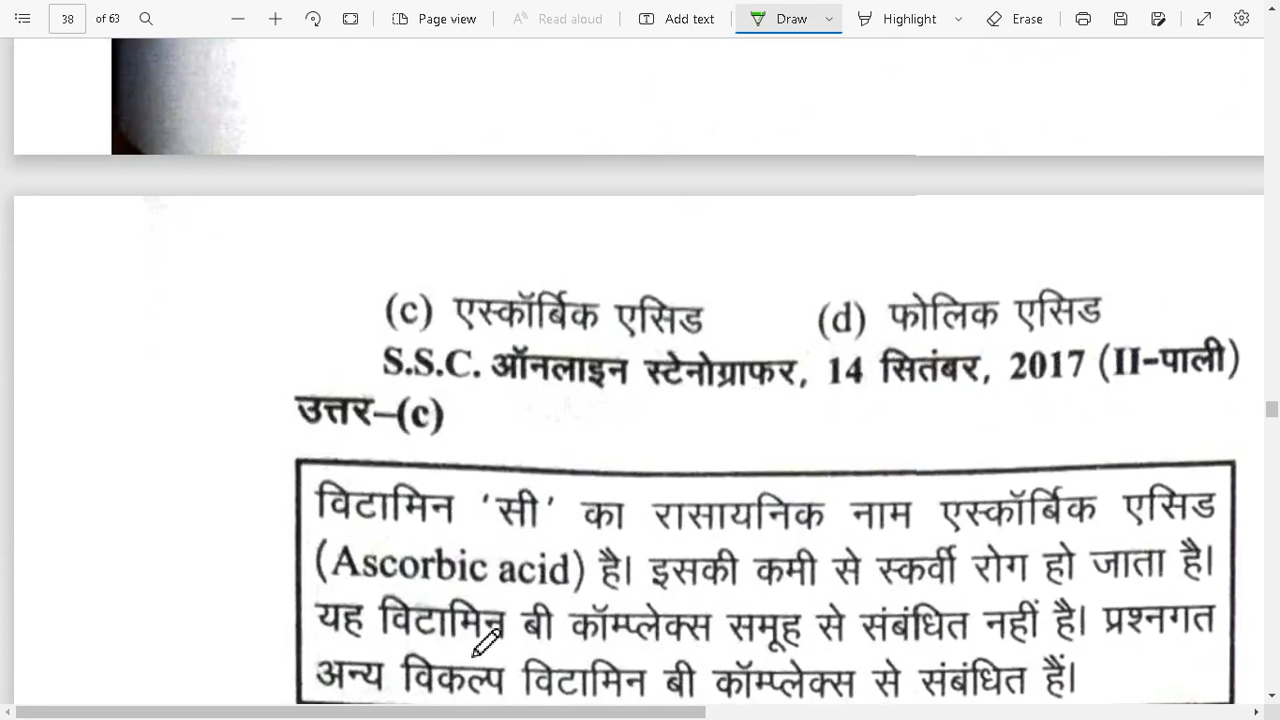 38 of 63 Page view Read aloud Add text Draw Highlight Erase
(c) एस्कॉर्बिक एसिड (d) फोलिक एसिड
S.S.C. ऑनलाइन स्टेनोग्राफर, 14 सितंबर, 2017 (II-पाली)
उत्तर–(c)
विटामिन ‘सी’ का रासायनिक नाम एस्कॉर्बिक एसिड
(Ascorbic acid) है। इसकी कमी से स्कर्वी रोग हो जाता है।
यह विटामिन बी कॉम्प्लेक्स समूह से संबंधित नहीं है। प्रश्नगत
अन्य विकल्प विटामिन बी कॉम्प्लेक्स से संबंधित हैं।